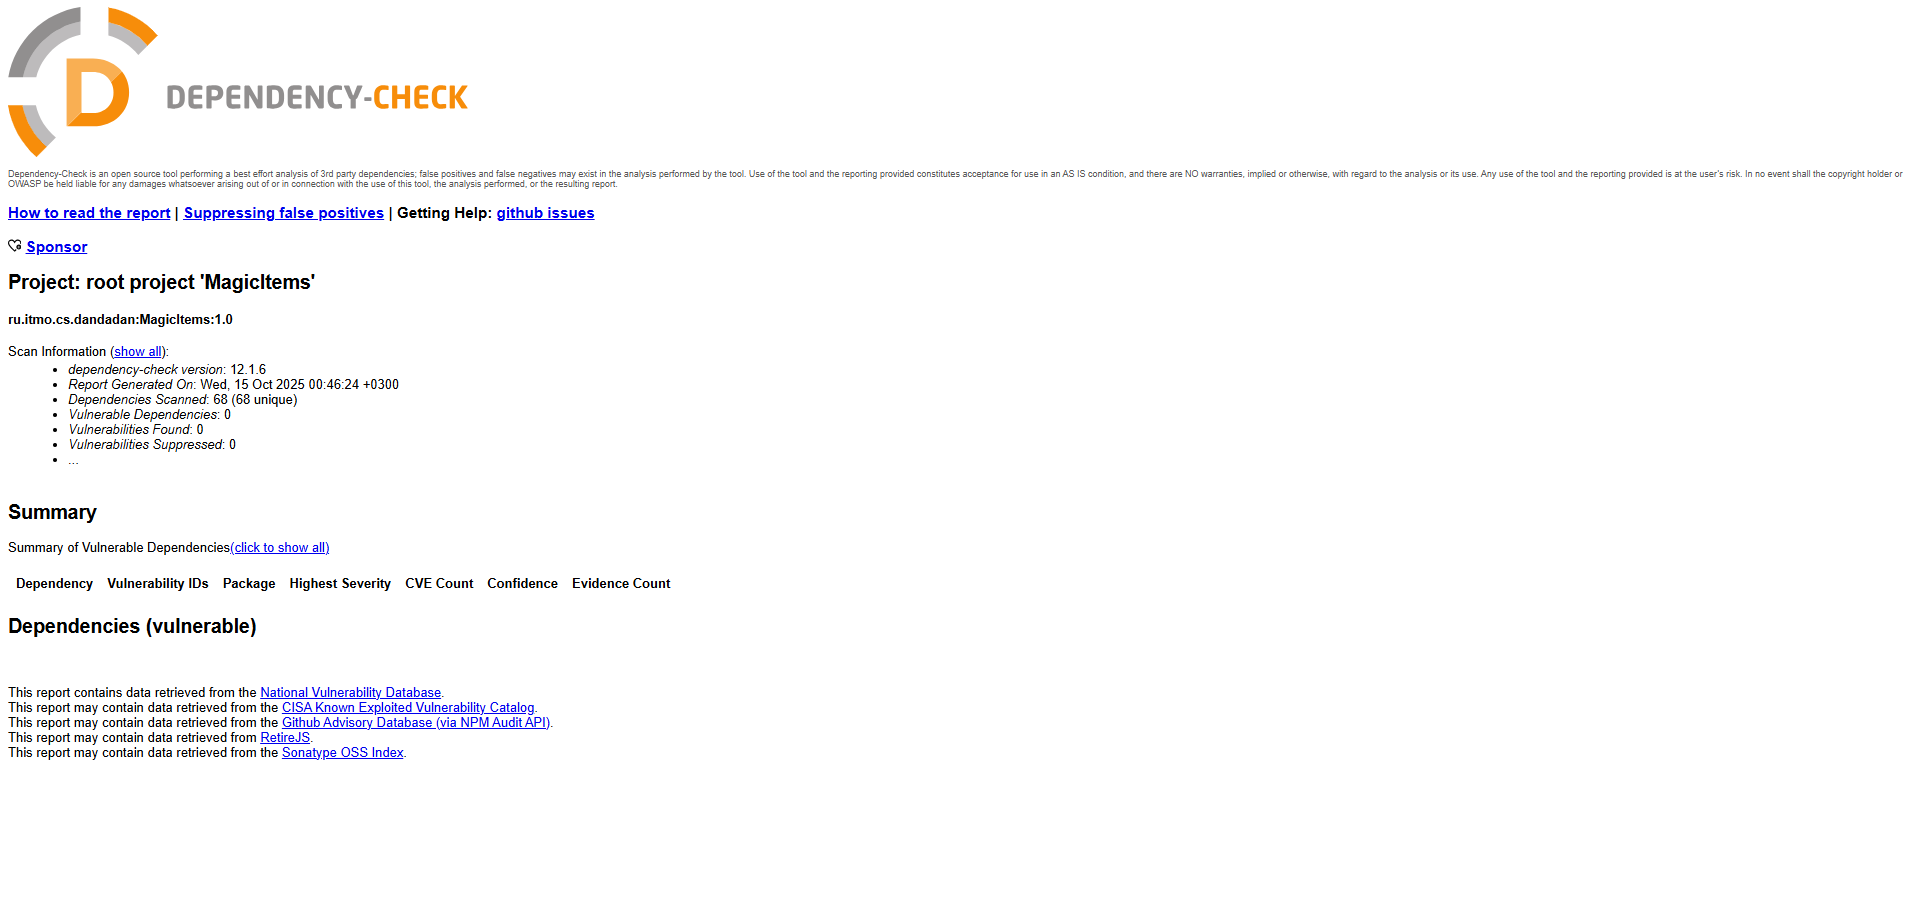 D
DEPENDENCY-CHECK
Dependency-Check is an open source tool performing a best effort analysis of 3rd party dependencies; false positives and false negatives may exist in the analysis performed by the tool. Use of the tool and the reporting provided constitutes acceptance for use in an AS IS condition, and there are NO warranties, implied or otherwise, with regard to the analysis or its use. Any use of the tool and the reporting provided is at the user's risk. In no event shall the copyright holder or
OWASP be held liable for any damages whatsoever arising out of or in connection with the use of this tool, the analysis performed, or the resulting report.
How to read the report | Suppressing false positives | Getting Help: github issues
Sponsor
Project: root project 'MagicItems'
ru.itmo.cs.dandadan:MagicItems:1.0
Scan Information (show all):
• dependency-check version: 12.1.6
• Report Generated On: Wed, 15 Oct 2025 00:46:24 +0300
• Dependencies Scanned: 68 (68 unique)
• Vulnerable Dependencies: 0
• Vulnerabilities Found: 0
• Vulnerabilities Suppressed: 0
• ...
Summary
Summary of Vulnerable Dependencies(click to show all)
Dependency Vulnerability IDs Package Highest Severity CVE Count Confidence Evidence Count
Dependencies (vulnerable)
This report contains data retrieved from the National Vulnerability Database.
This report may contain data retrieved from the CISA Known Exploited Vulnerability Catalog.
This report may contain data retrieved from the Github Advisory Database (via NPM Audit API).
This report may contain data retrieved from RetireJS.
This report may contain data retrieved from the Sonatype OSS Index.